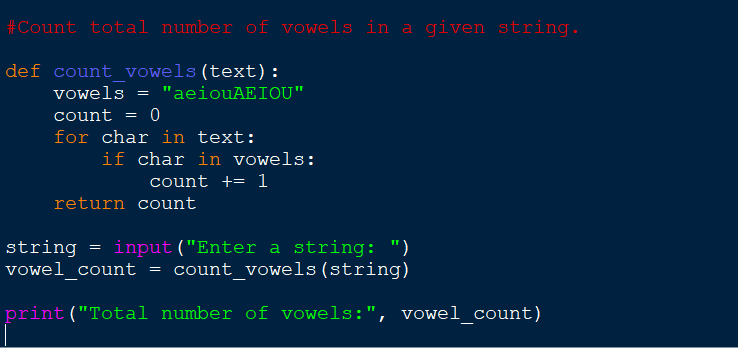 #Count total number of vowels in a given string.
def count_vowels(text):
    vowels = "aeiouAEIOU"
    count = 0
    for char in text:
        if char in vowels:
            count += 1
    return count
string = input("Enter a string: ")
vowel_count = count_vowels(string)
print("Total number of vowels:", vowel_count)